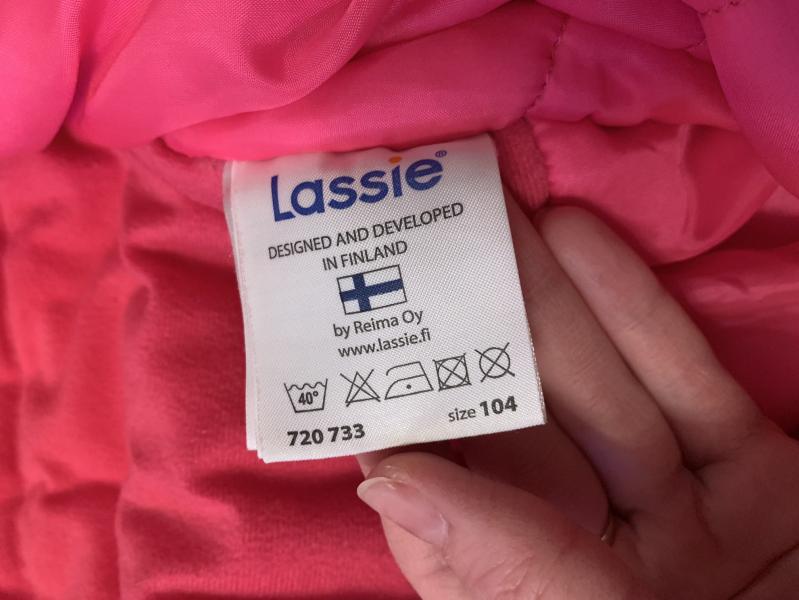 Lassie®
DESIGNED AND DEVELOPED
IN FINLAND
by Reima Oy
www.lassie.fi
40°
720 733 size 104